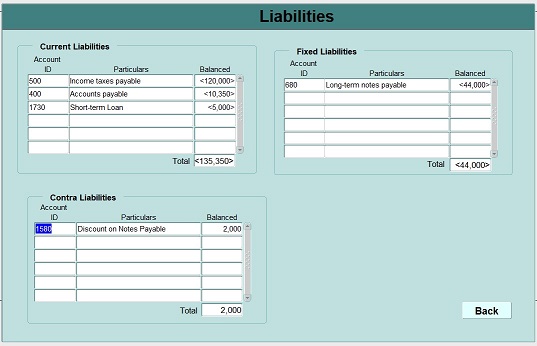 Liabilities
Current Liabilities
Account
ID Particulars Balanced
500 Income taxes payable <120,000>
400 Accounts payable <10,350>
1730 Short-term Loan <5,000>
Total <135,350>
Fixed Liabilities
Account
ID Particulars Balanced
680 Long-term notes payable <44,000>
Total <44,000>
Contra Liabilities
Account
ID Particulars Balanced
1580 Discount on Notes Payable 2,000
Total 2,000
Back